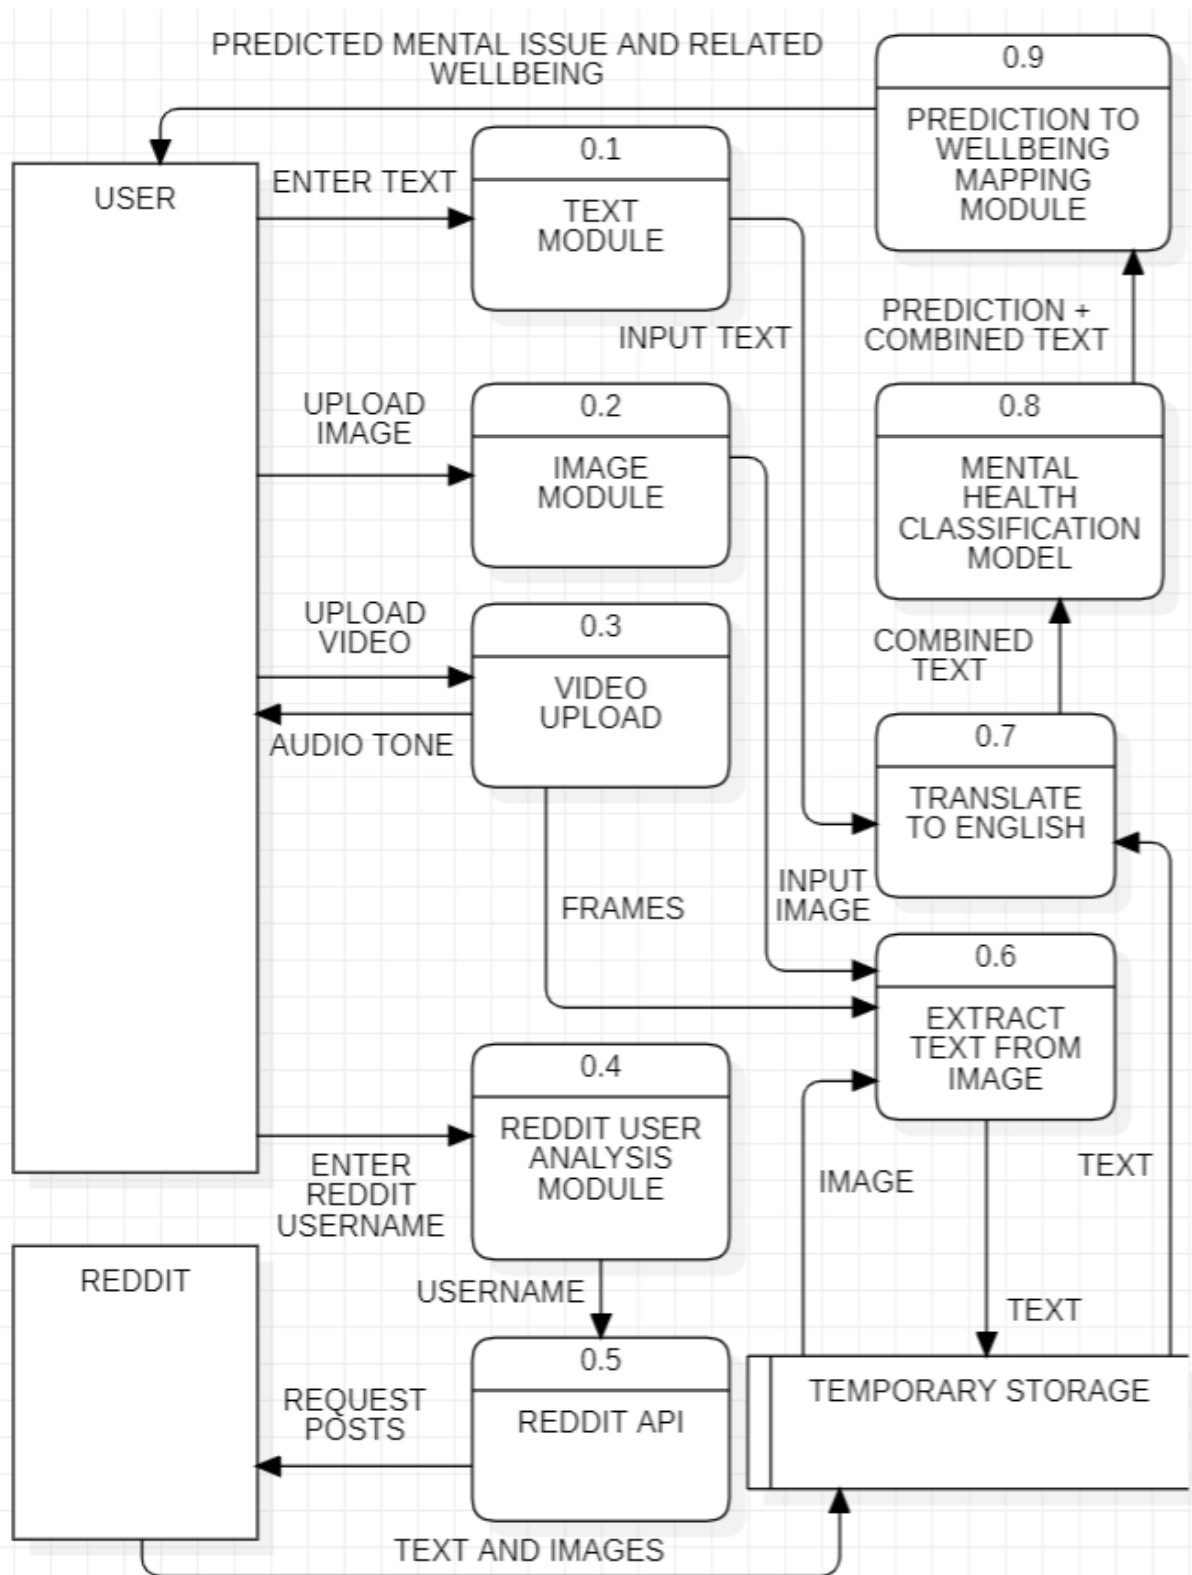 PREDICTED MENTAL ISSUE AND RELATED
WELLBEING
0.9
PREDICTION TO
WELLBEING
MAPPING
MODULE
USER
ENTER TEXT
0.1
TEXT
MODULE
INPUT TEXT
PREDICTION +
COMBINED TEXT
UPLOAD
IMAGE
0.2
IMAGE
MODULE
0.8
MENTAL
HEALTH
CLASSIFICATION
MODEL
UPLOAD
VIDEO
0.3
VIDEO
UPLOAD
AUDIO TONE
COMBINED
TEXT
0.7
TRANSLATE
TO ENGLISH
FRAMES
INPUT
IMAGE
0.6
EXTRACT
TEXT FROM
IMAGE
0.4
REDDIT USER
ANALYSIS
MODULE
ENTER
REDDIT
USERNAME
IMAGE
TEXT
REDDIT
USERNAME
TEXT
0.5
REDDIT API
REQUEST
POSTS
TEMPORARY STORAGE
TEXT AND IMAGES